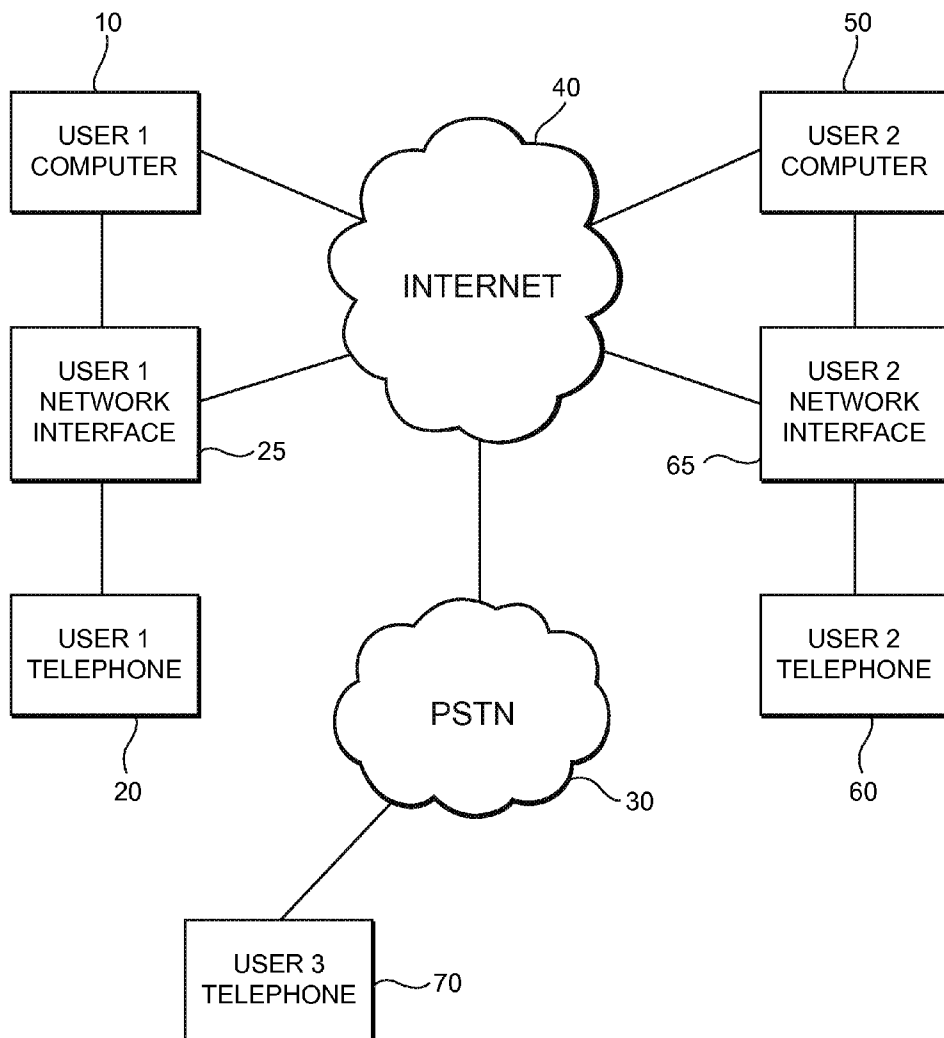 10
50
40
USER 1
COMPUTER
USER 2
COMPUTER
INTERNET
USER 1
NETWORK
INTERFACE
25
USER 2
NETWORK
INTERFACE
65
USER 1
TELEPHONE
20
PSTN
30
USER 2
TELEPHONE
60
USER 3
TELEPHONE
70